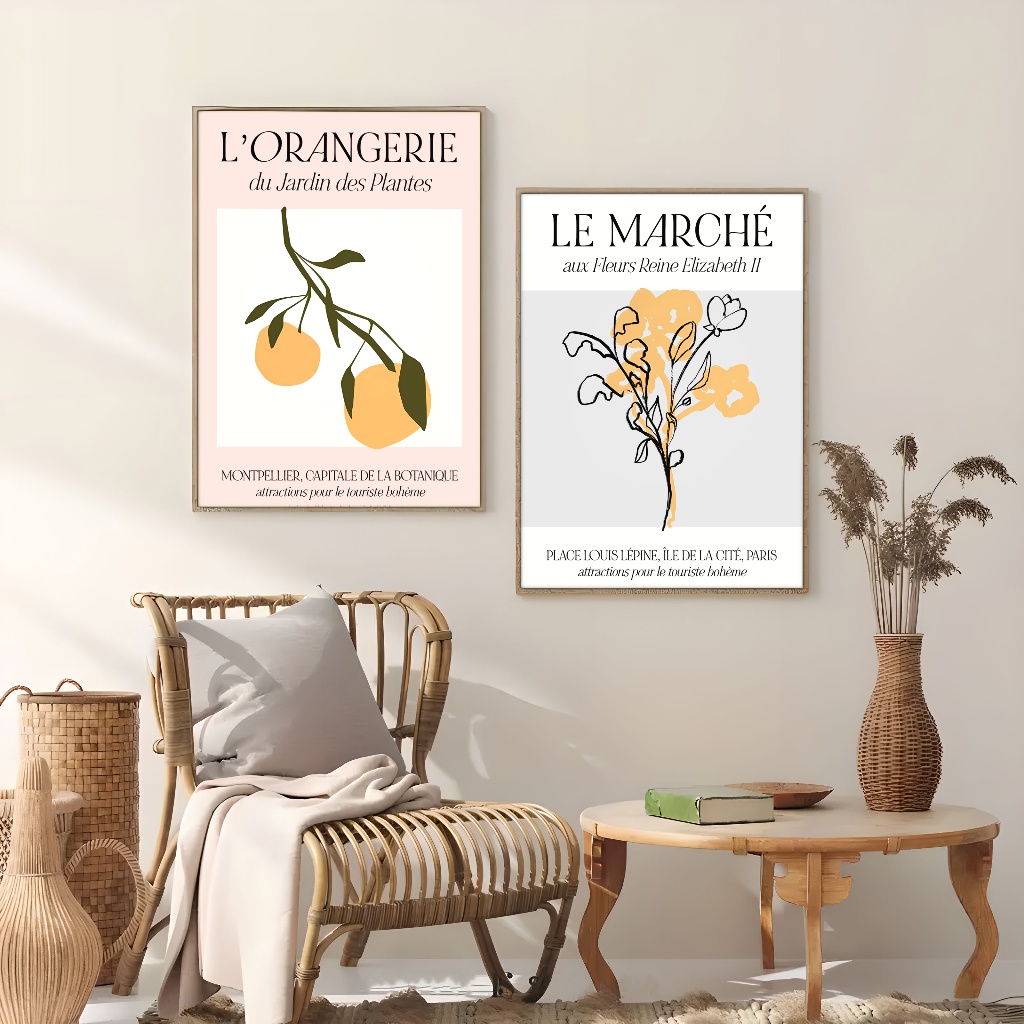 L'ORANGERIE
du Jardin des Plantes
MONTPELLIER, CAPITALE DE LA BOTANIQUE
attractions pour le touriste bohème
LE MARCHÉ
aux Fleurs Reine Elizabeth II
PLACE LOUIS LÉPINE, ÎLE DE LA CITÉ, PARIS
attractions pour le touriste bohème